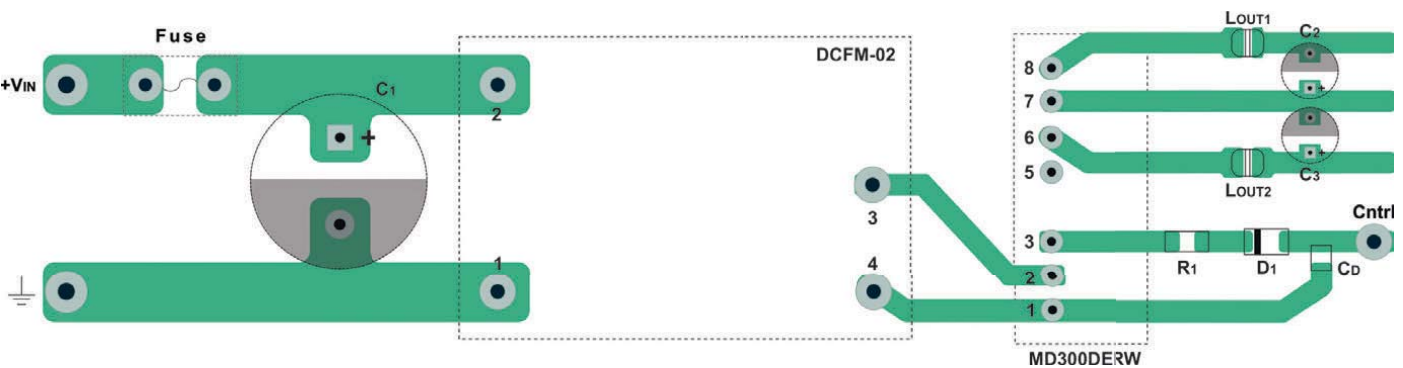 Fuse
+VIN
C1
+
2
1
DCFM-02
3
4
LOUT1
C2
8
7
+
6
5
+
LOUT2
C3
Cntrl
3
R1
D1
CD
2
1
MD300DERW